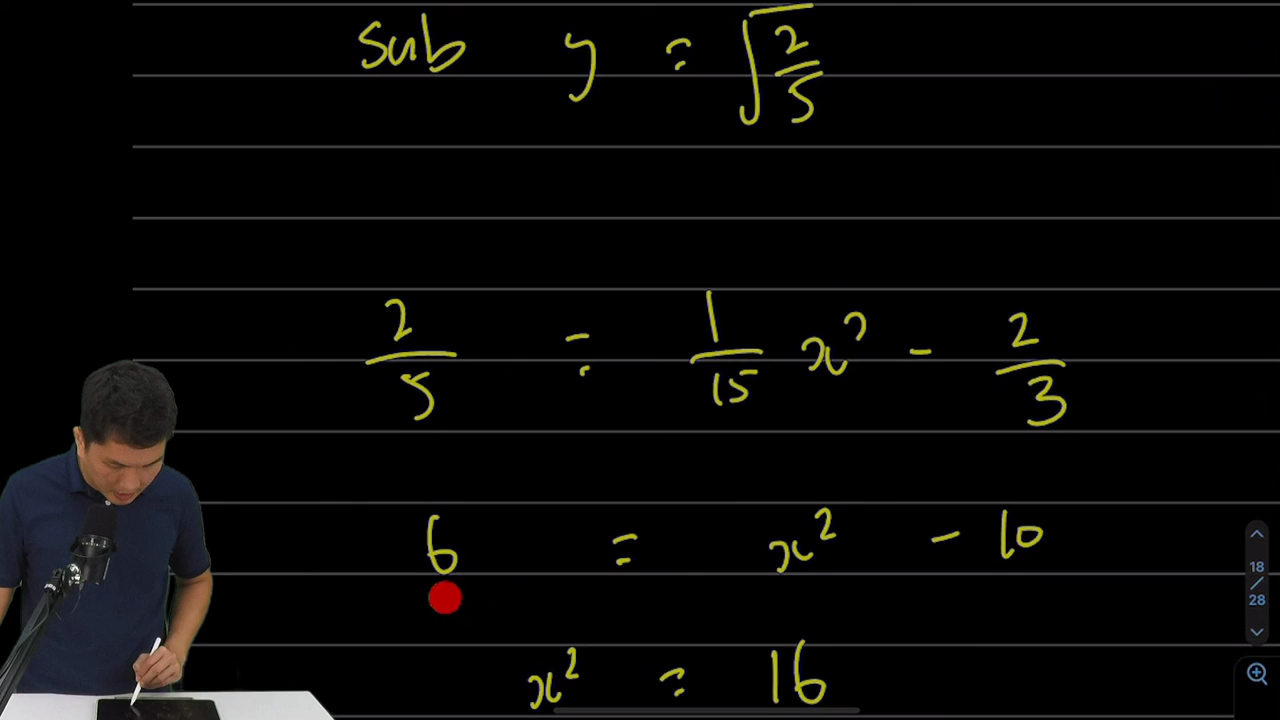 sub y = √(2/5)
2/5 = 1/15 x² - 2/3
6 = x² - 10
x² = 16
18
/
28